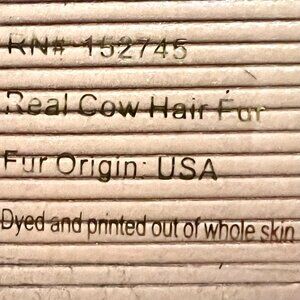 RN# 152745
Real Cow Hair Fur
Fur Origin: USA
Dyed and printed out of whole skin